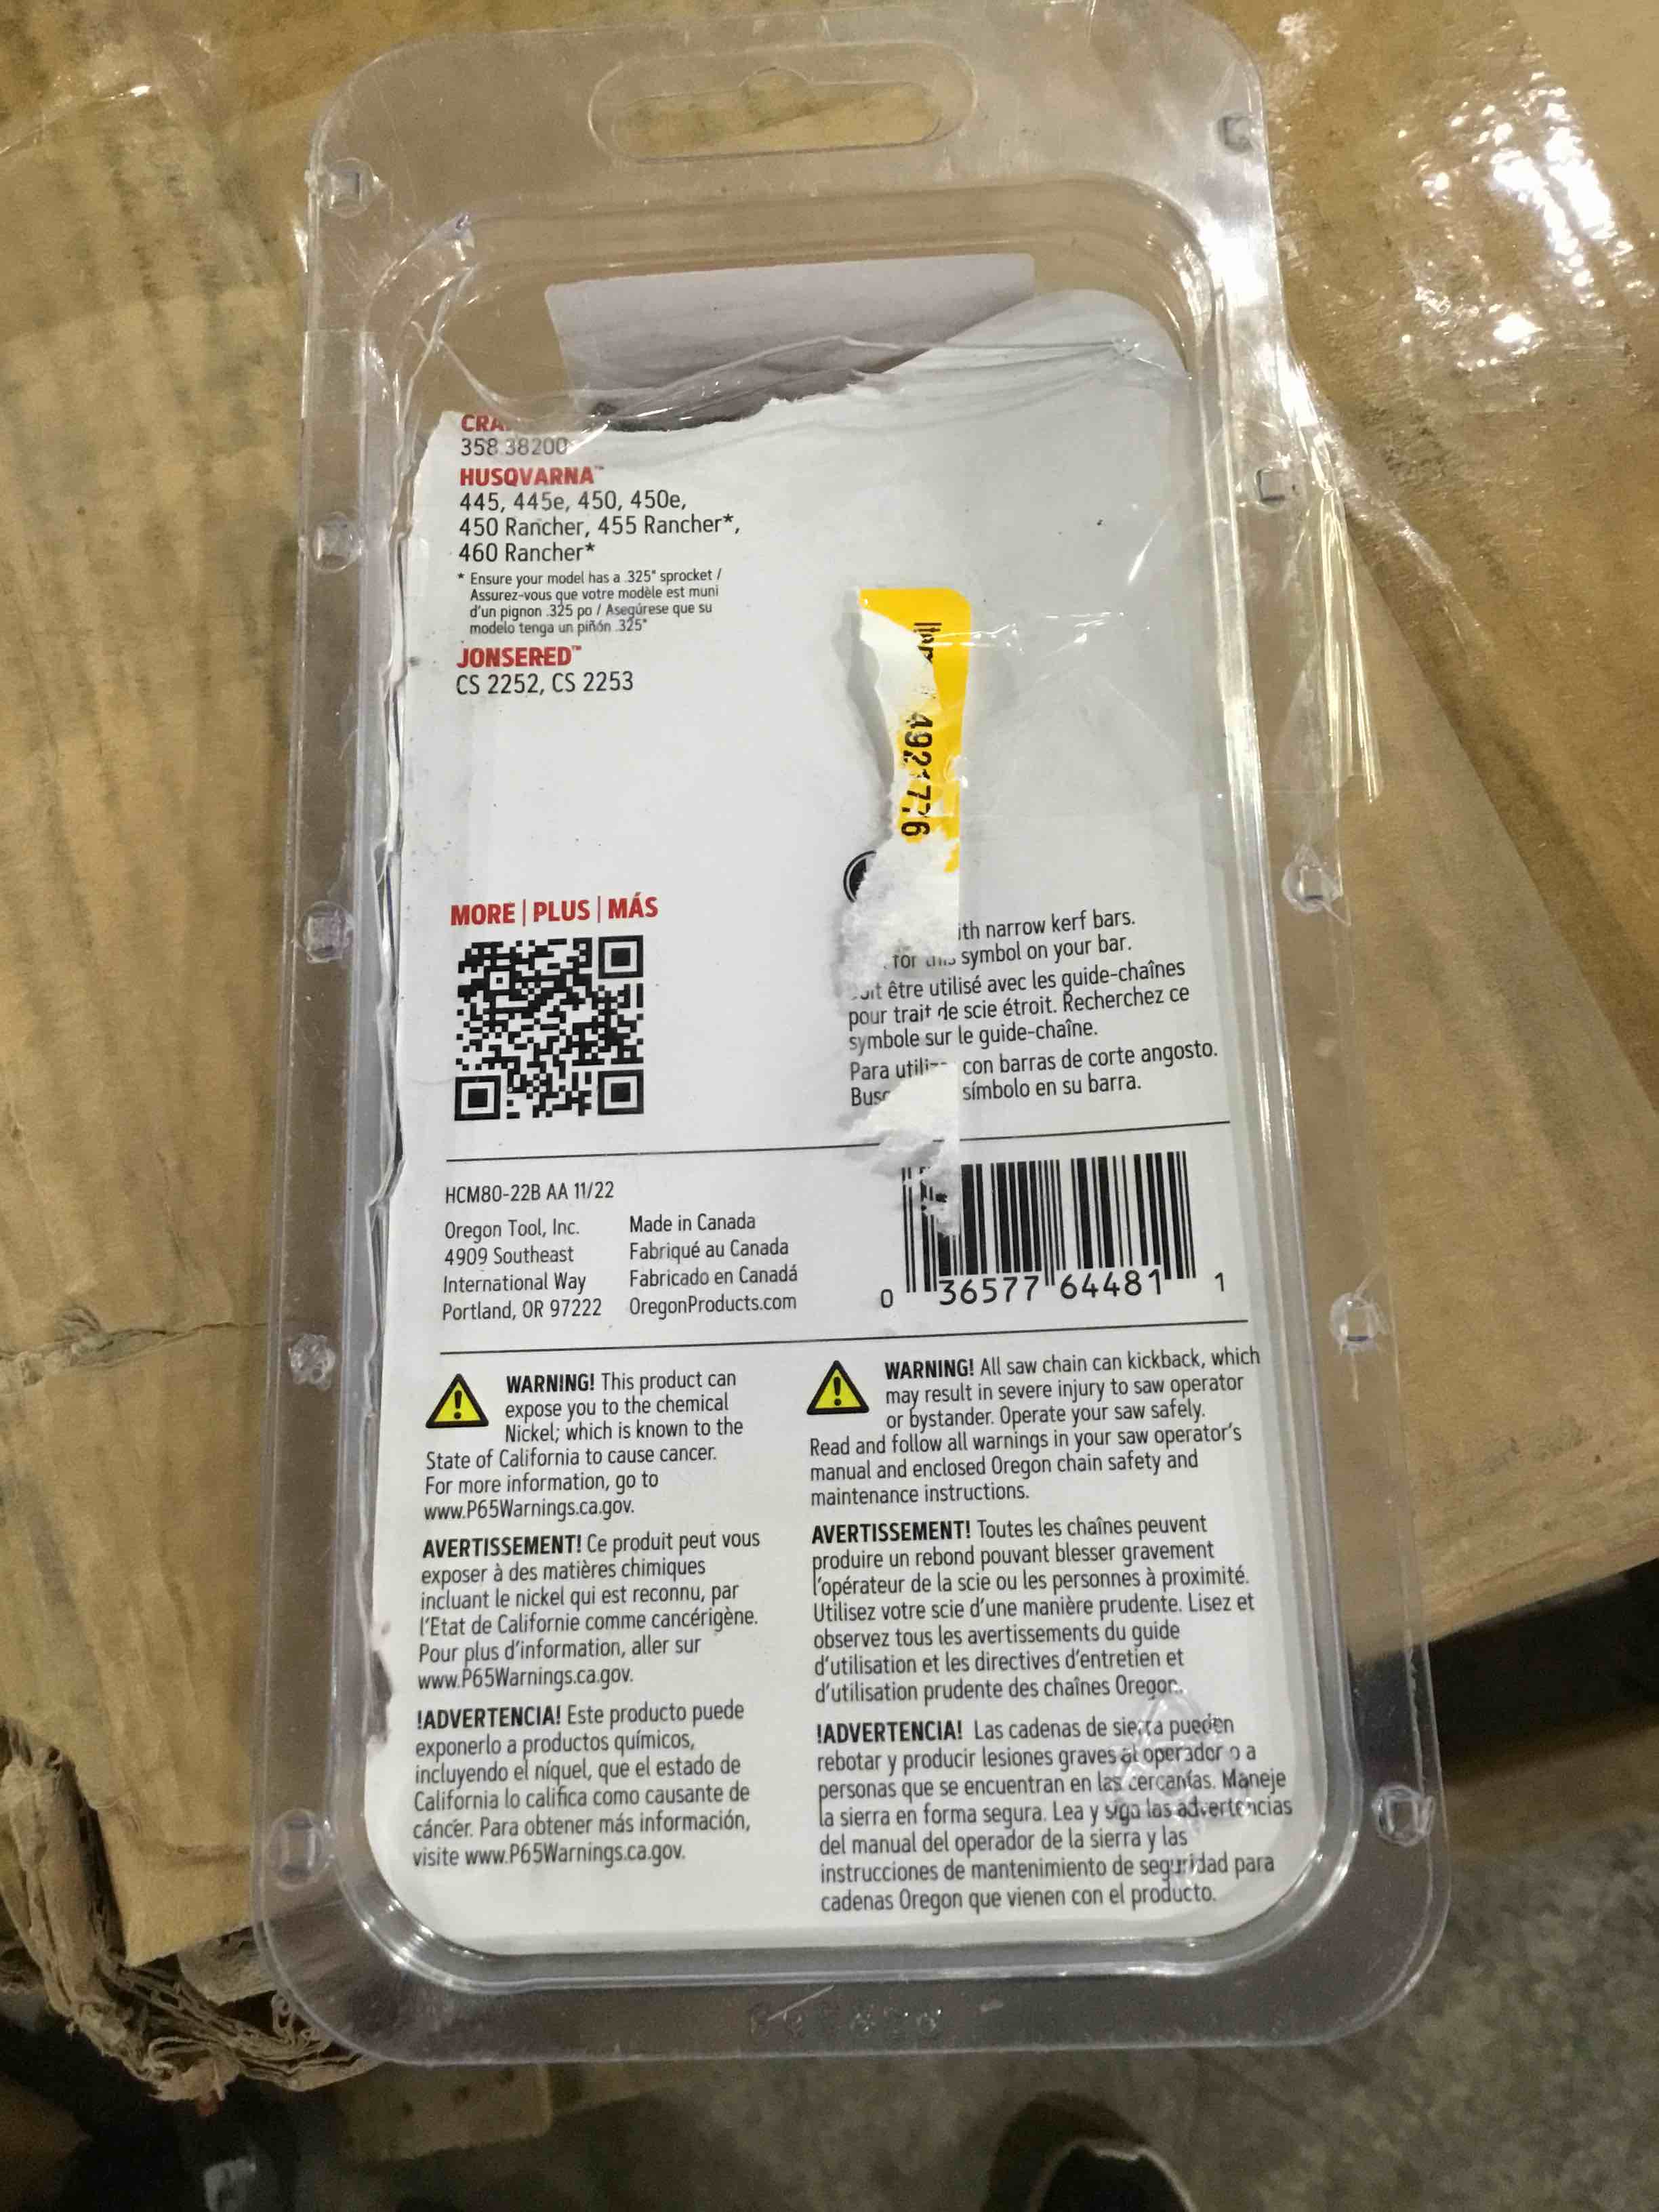 358.38200
HUSQVARNA™
445, 445e, 450, 450e,
450 Rancher, 455 Rancher*,
460 Rancher*
* Ensure your model has a .325" sprocket /
Assurez-vous que votre modèle est muni
d'un pignon .325 po / Asegúrese que su
modelo tenga un piñón .325"
JONSERED™
CS 2252, CS 2253
MORE | PLUS | MÁS
narrow kerf bars.
for this symbol on your bar.
être utilisé avec les guide-chaînes
pour trait de scie étroit. Recherchez ce
symbole sur le guide-chaîne.
Para con barras de corte angosto.
símbolo en su barra.
HCM80-22B AA 11/22
Oregon Tool, Inc.
4909 Southeast
International Way
Portland, OR 97222
Made in Canada
Fabriqué au Canada
Fabricado en Canadá
OregonProducts.com
0 36577 64481 1
WARNING! This product can
expose you to the chemical
Nickel; which is known to the
State of California to cause cancer.
For more information, go to
www.P65Warnings.ca.gov.
AVERTISSEMENT! Ce produit peut vous
exposer à des matières chimiques
incluant le nickel qui est reconnu, par
l'Etat de Californie comme cancérigène.
Pour plus d'information, aller sur
www.P65Warnings.ca.gov.
!ADVERTENCIA! Este producto puede
exponerlo a productos químicos,
incluyendo el níquel, que el estado de
California lo califica como causante de
cáncer. Para obtener más información,
visite www.P65Warnings.ca.gov.
WARNING! All saw chain can kickback, which
may result in severe injury to saw operator
or bystander. Operate your saw safely.
Read and follow all warnings in your saw operator's
manual and enclosed Oregon chain safety and
maintenance instructions.
AVERTISSEMENT! Toutes les chaînes peuvent
produire un rebond pouvant blesser gravement
l'opérateur de la scie ou les personnes à proximité.
Utilisez votre scie d'une manière prudente. Lisez et
observez tous les avertissements du guide
d'utilisation et les directives d'entretien et
d'utilisation prudente des chaînes Oregon.
!ADVERTENCIA! Las cadenas de sierra pueden
rebotar y producir lesiones graves al operador o a
personas que se encuentran en las cercanías. Maneje
la sierra en forma segura. Lea y siga las advertencias
del manual del operador de la sierra y las
instrucciones de mantenimiento de seguridad para
cadenas Oregon que vienen con el producto.